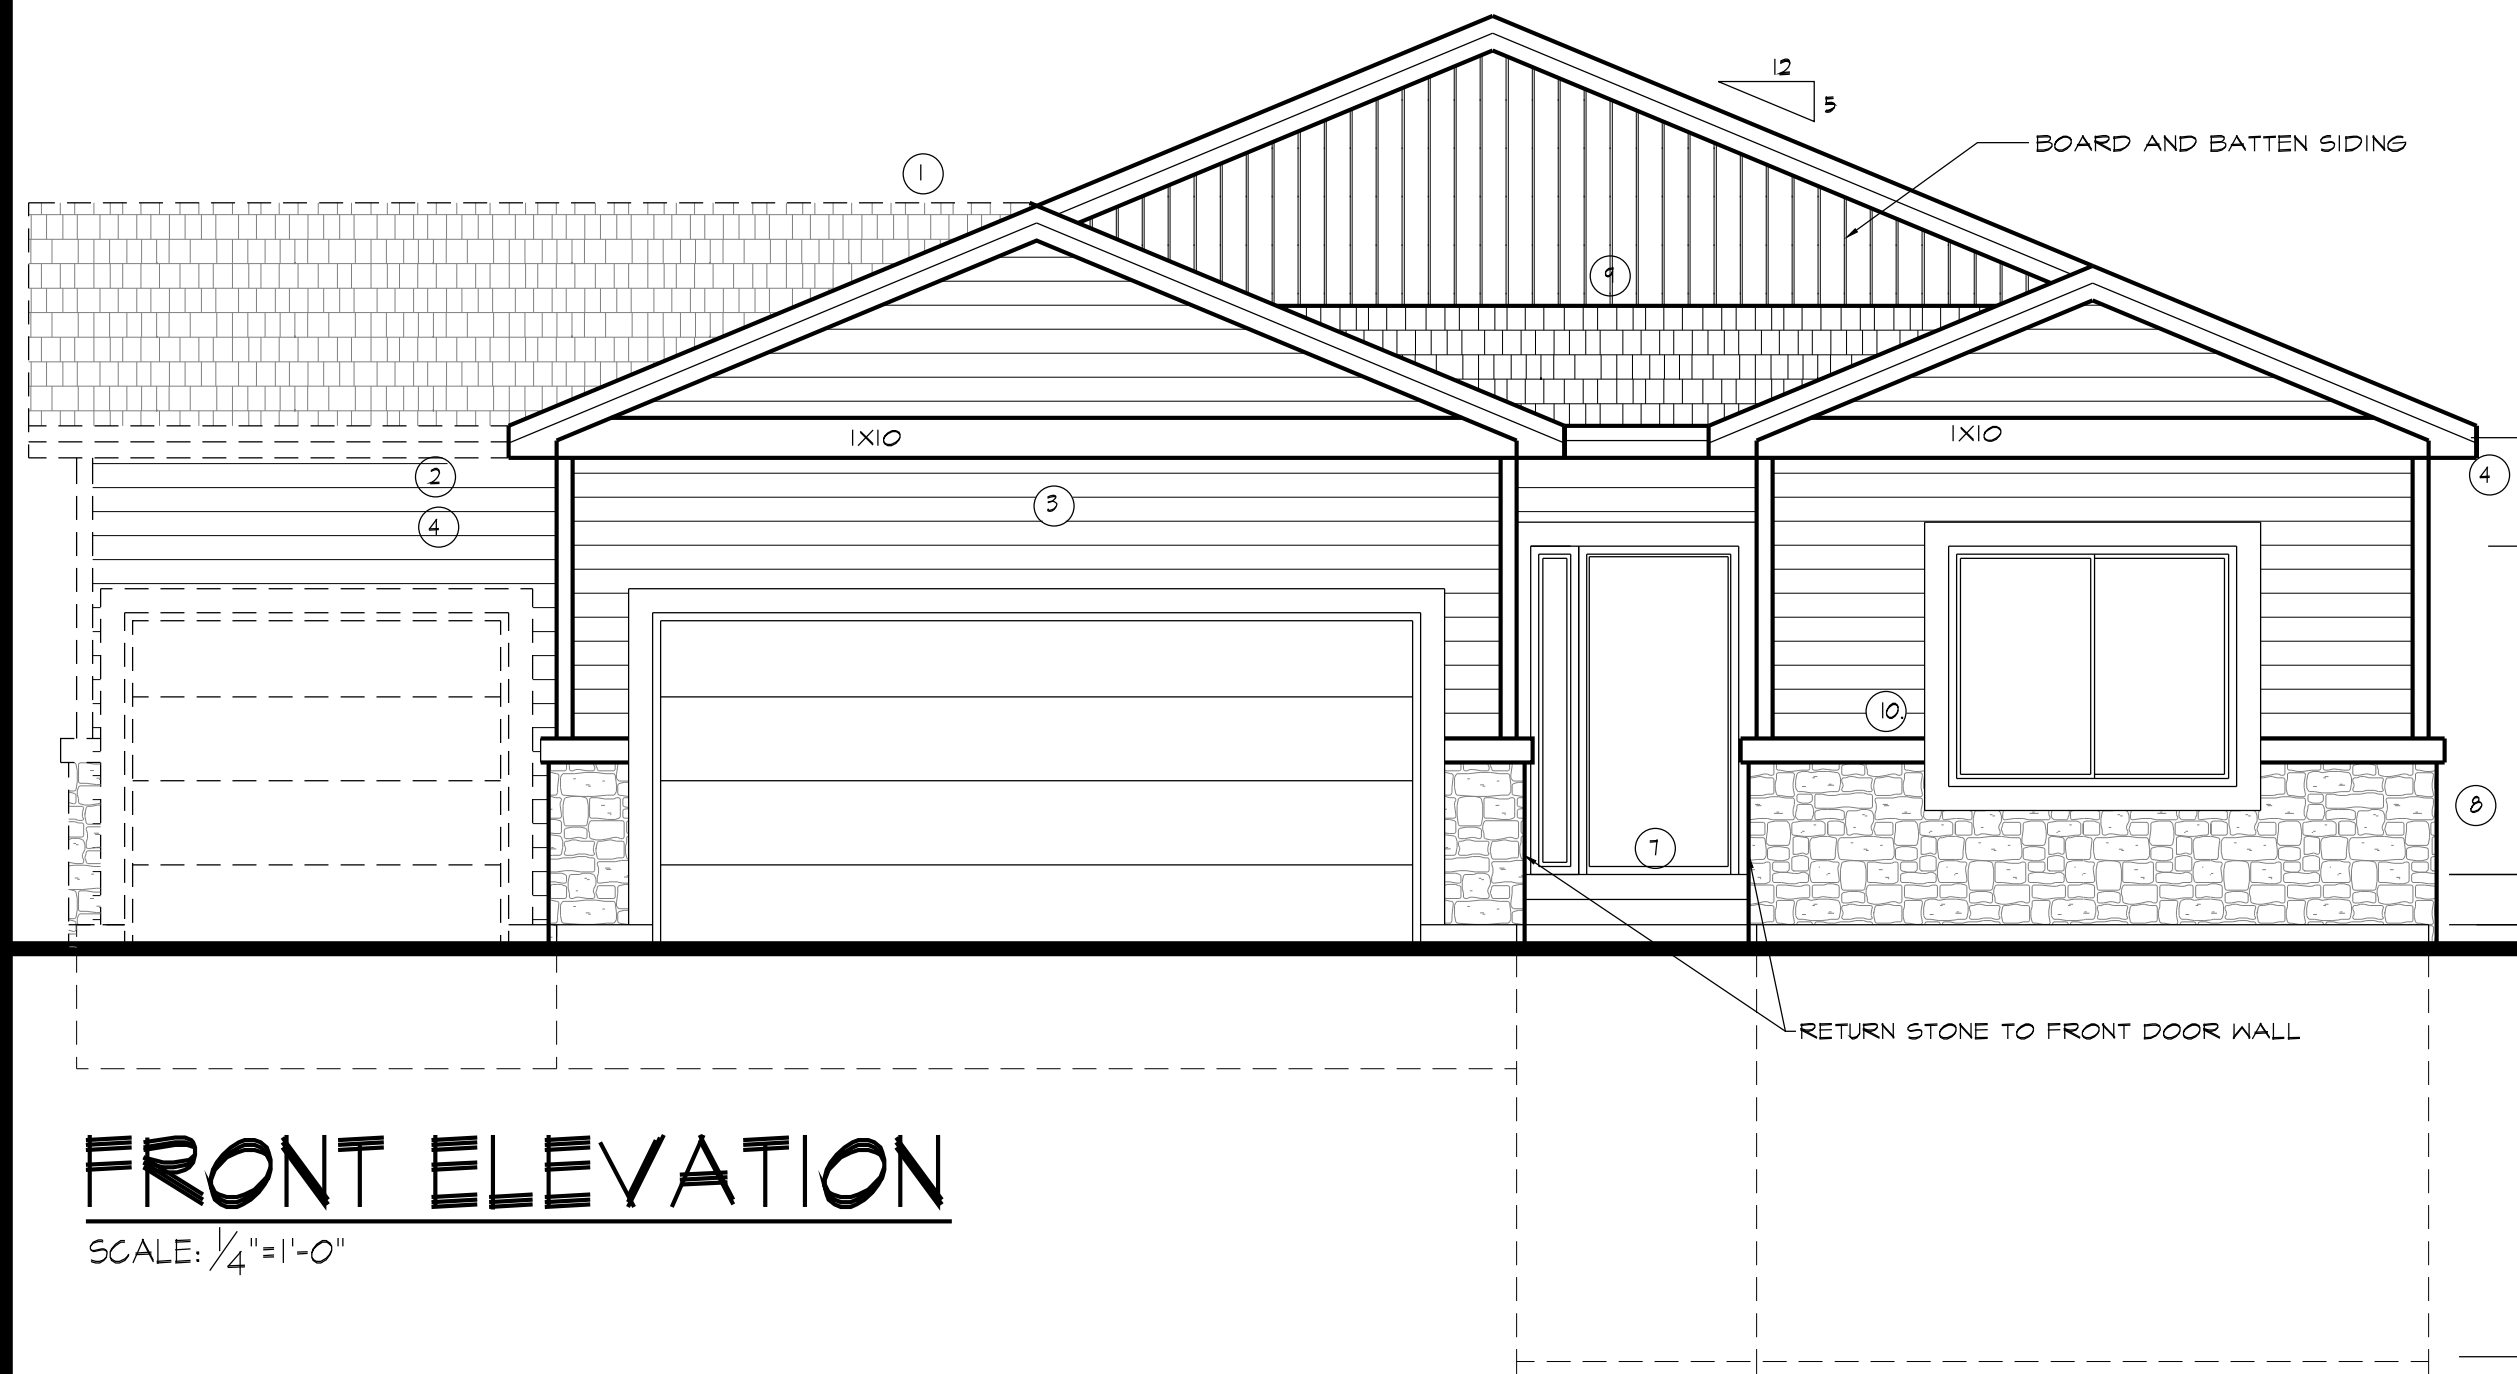 12
5
BOARD AND BATTEN SIDING
1
9
1X10
1X10
2
4
3
4
10.
8
7
RETURN STONE TO FRONT DOOR WALL
FRONT ELEVATION
SCALE: 1/4"=1'-0"